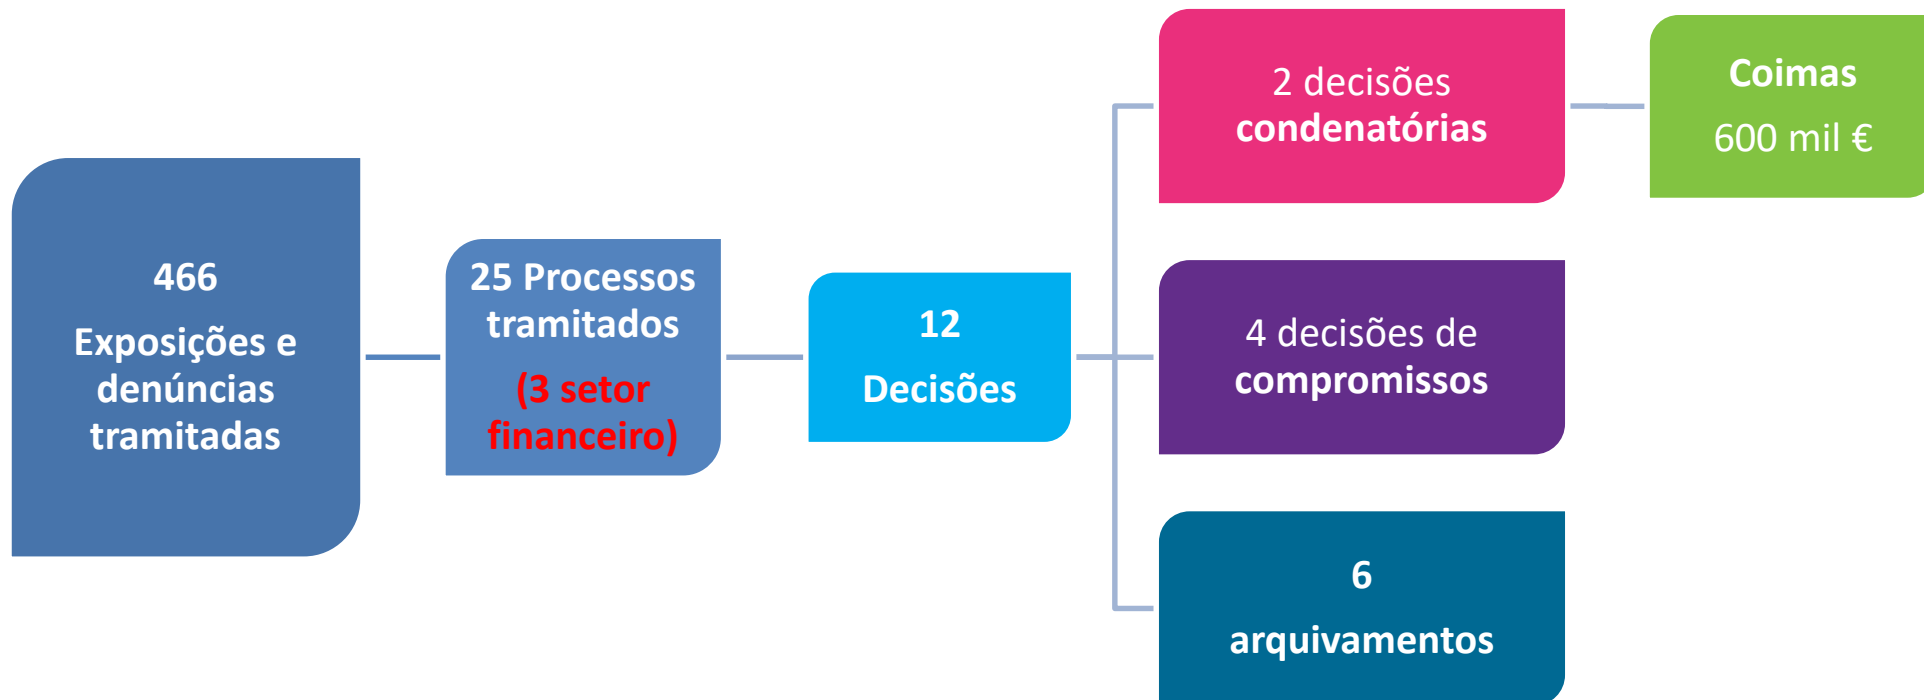 466
Exposições e
denúncias
tramitadas
25 Processos
tramitados
(3 setor
financeiro)
12
Decisões
2 decisões
condenatórias
Coimas
600 mil €
4 decisões de
compromissos
6
arquivamentos